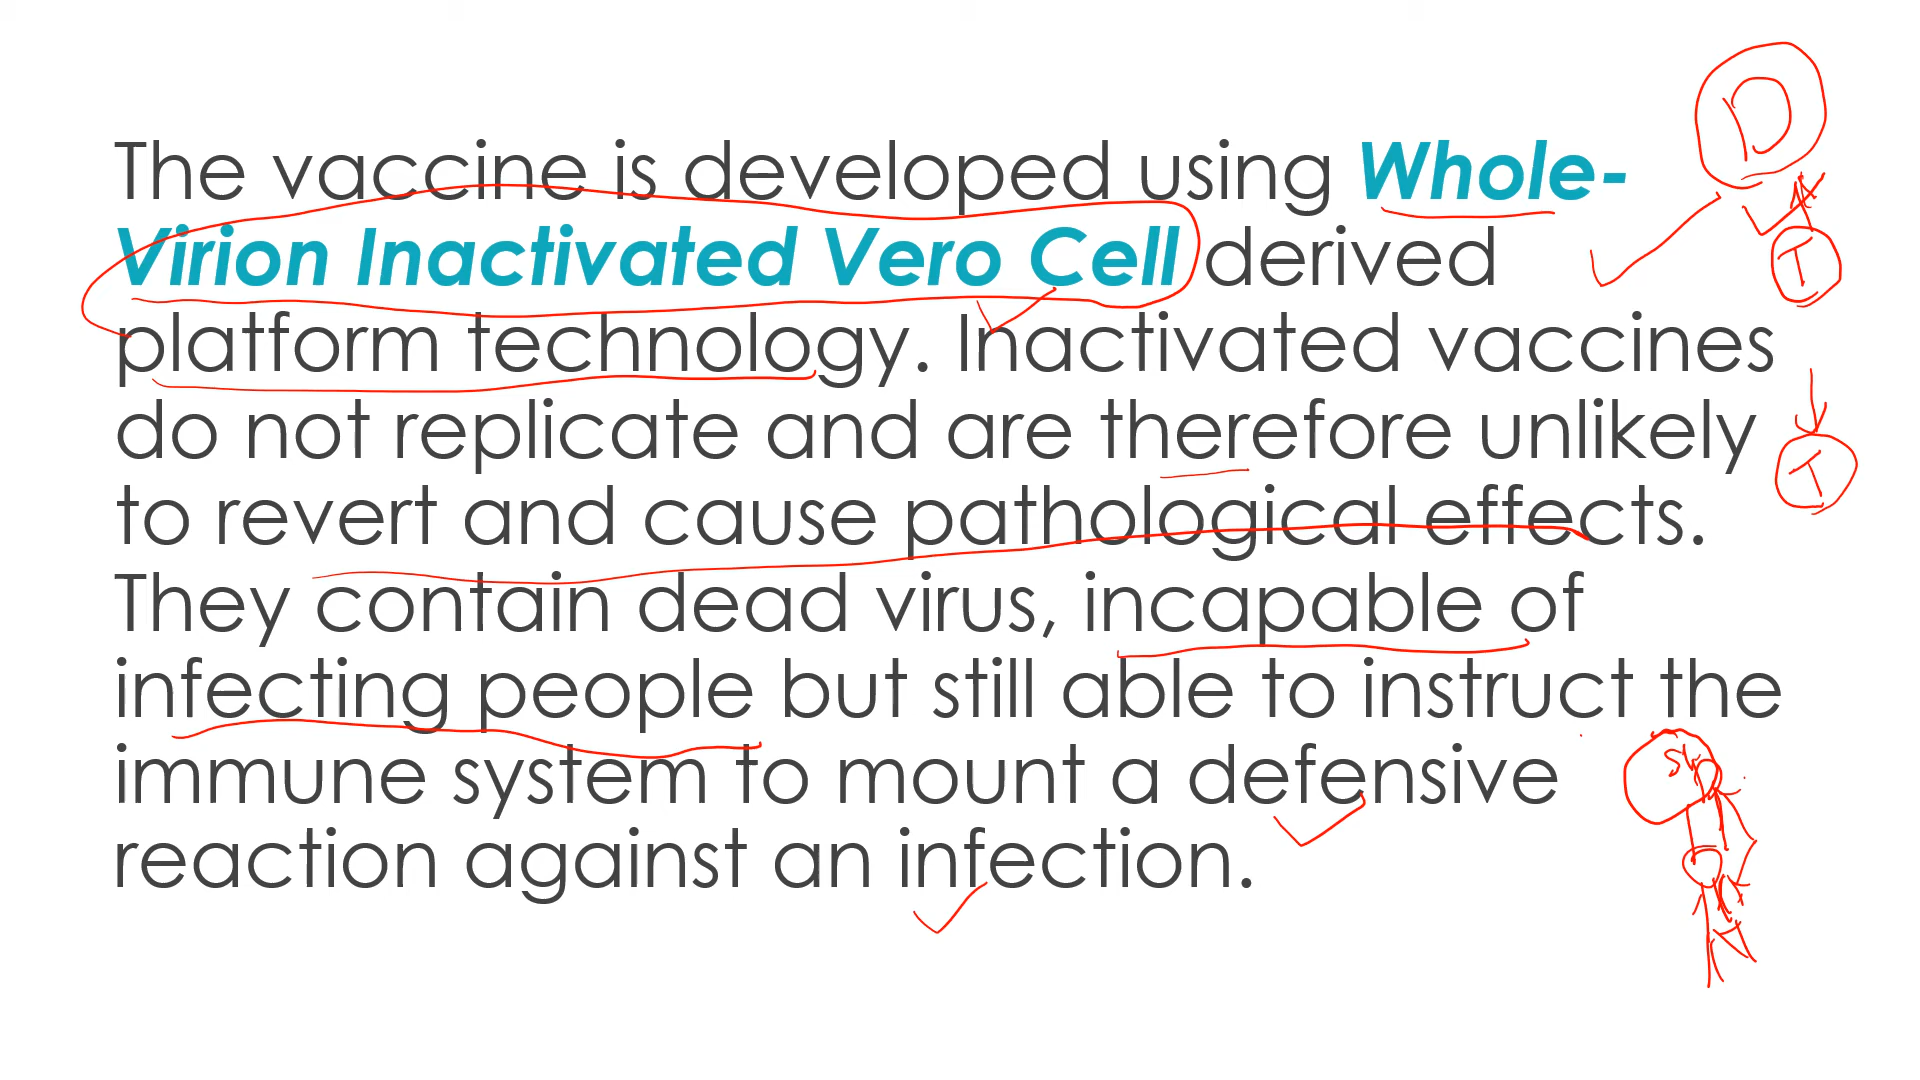 The vaccine is developed using Whole-
Virion Inactivated Vero Cell derived
platform technology. Inactivated vaccines
do not replicate and are therefore unlikely
to revert and cause pathological effects.
They contain dead virus, incapable of
infecting people but still able to instruct the
immune system to mount a defensive
reaction against an infection.
D
T
T